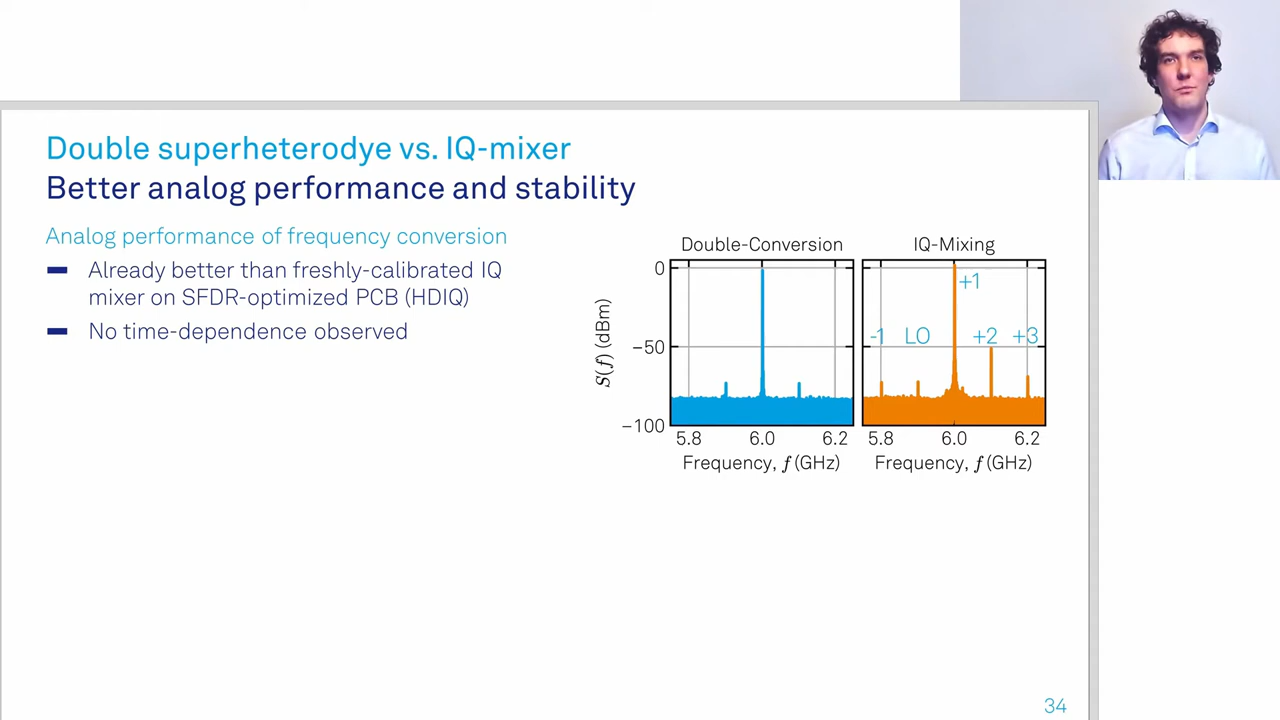 Double superheterodye vs. IQ-mixer
Better analog performance and stability
Analog performance of frequency conversion
Already better than freshly-calibrated IQ
mixer on SFDR-optimized PCB (HDIQ)
No time-dependence observed
Double-Conversion
IQ-Mixing
S(f) (dBm)
0
−50
−100
-1
LO
+1
+2
+3
5.8
6.0
6.2
5.8
6.0
6.2
Frequency, f (GHz)
Frequency, f (GHz)
34